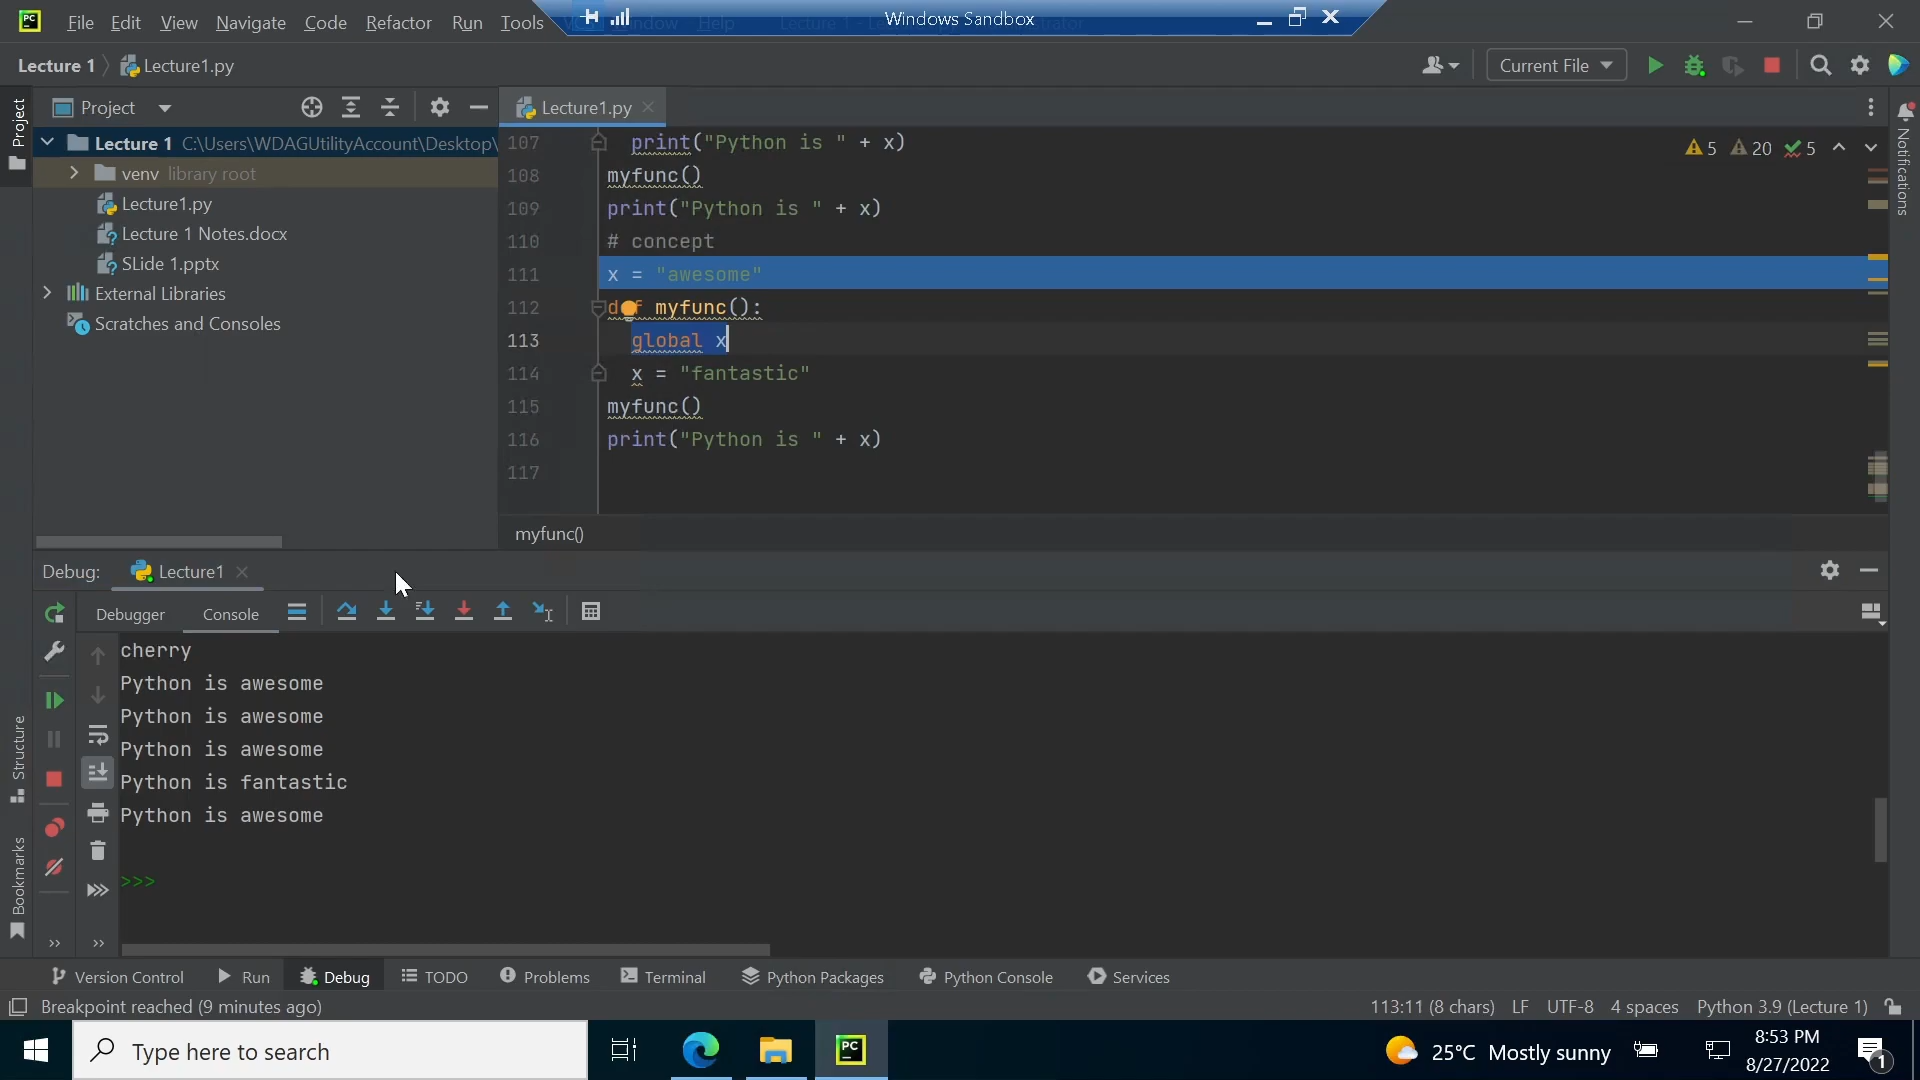 PC File Edit View Navigate Code Refactor Run Tools
Windows Sandbox
Lecture 1 Lecture1.py
Current File
Project
Project
Lecture 1 C:\Users\WDAGUtilityAccount\Desktop\
venv library root
Lecture1.py
Lecture 1 Notes.docx
SLide 1.pptx
External Libraries
Scratches and Consoles
Lecture1.py
5 20 5
Notifications
107 print("Python is " + x)
108 myfunc()
109 print("Python is " + x)
110 # concept
111 x = "awesome"
112 def myfunc():
113 global x
114 x = "fantastic"
115 myfunc()
116 print("Python is " + x)
117
myfunc()
Debug: Lecture1
Debugger Console
cherry
Python is awesome
Python is awesome
Python is awesome
Python is fantastic
Python is awesome
>>>
Structure
Bookmarks
Version Control Run Debug TODO Problems Terminal Python Packages Python Console Services
Breakpoint reached (9 minutes ago)
113:11 (8 chars) LF UTF-8 4 spaces Python 3.9 (Lecture 1)
Type here to search
PC
25°C Mostly sunny
8:53 PM
8/27/2022
1